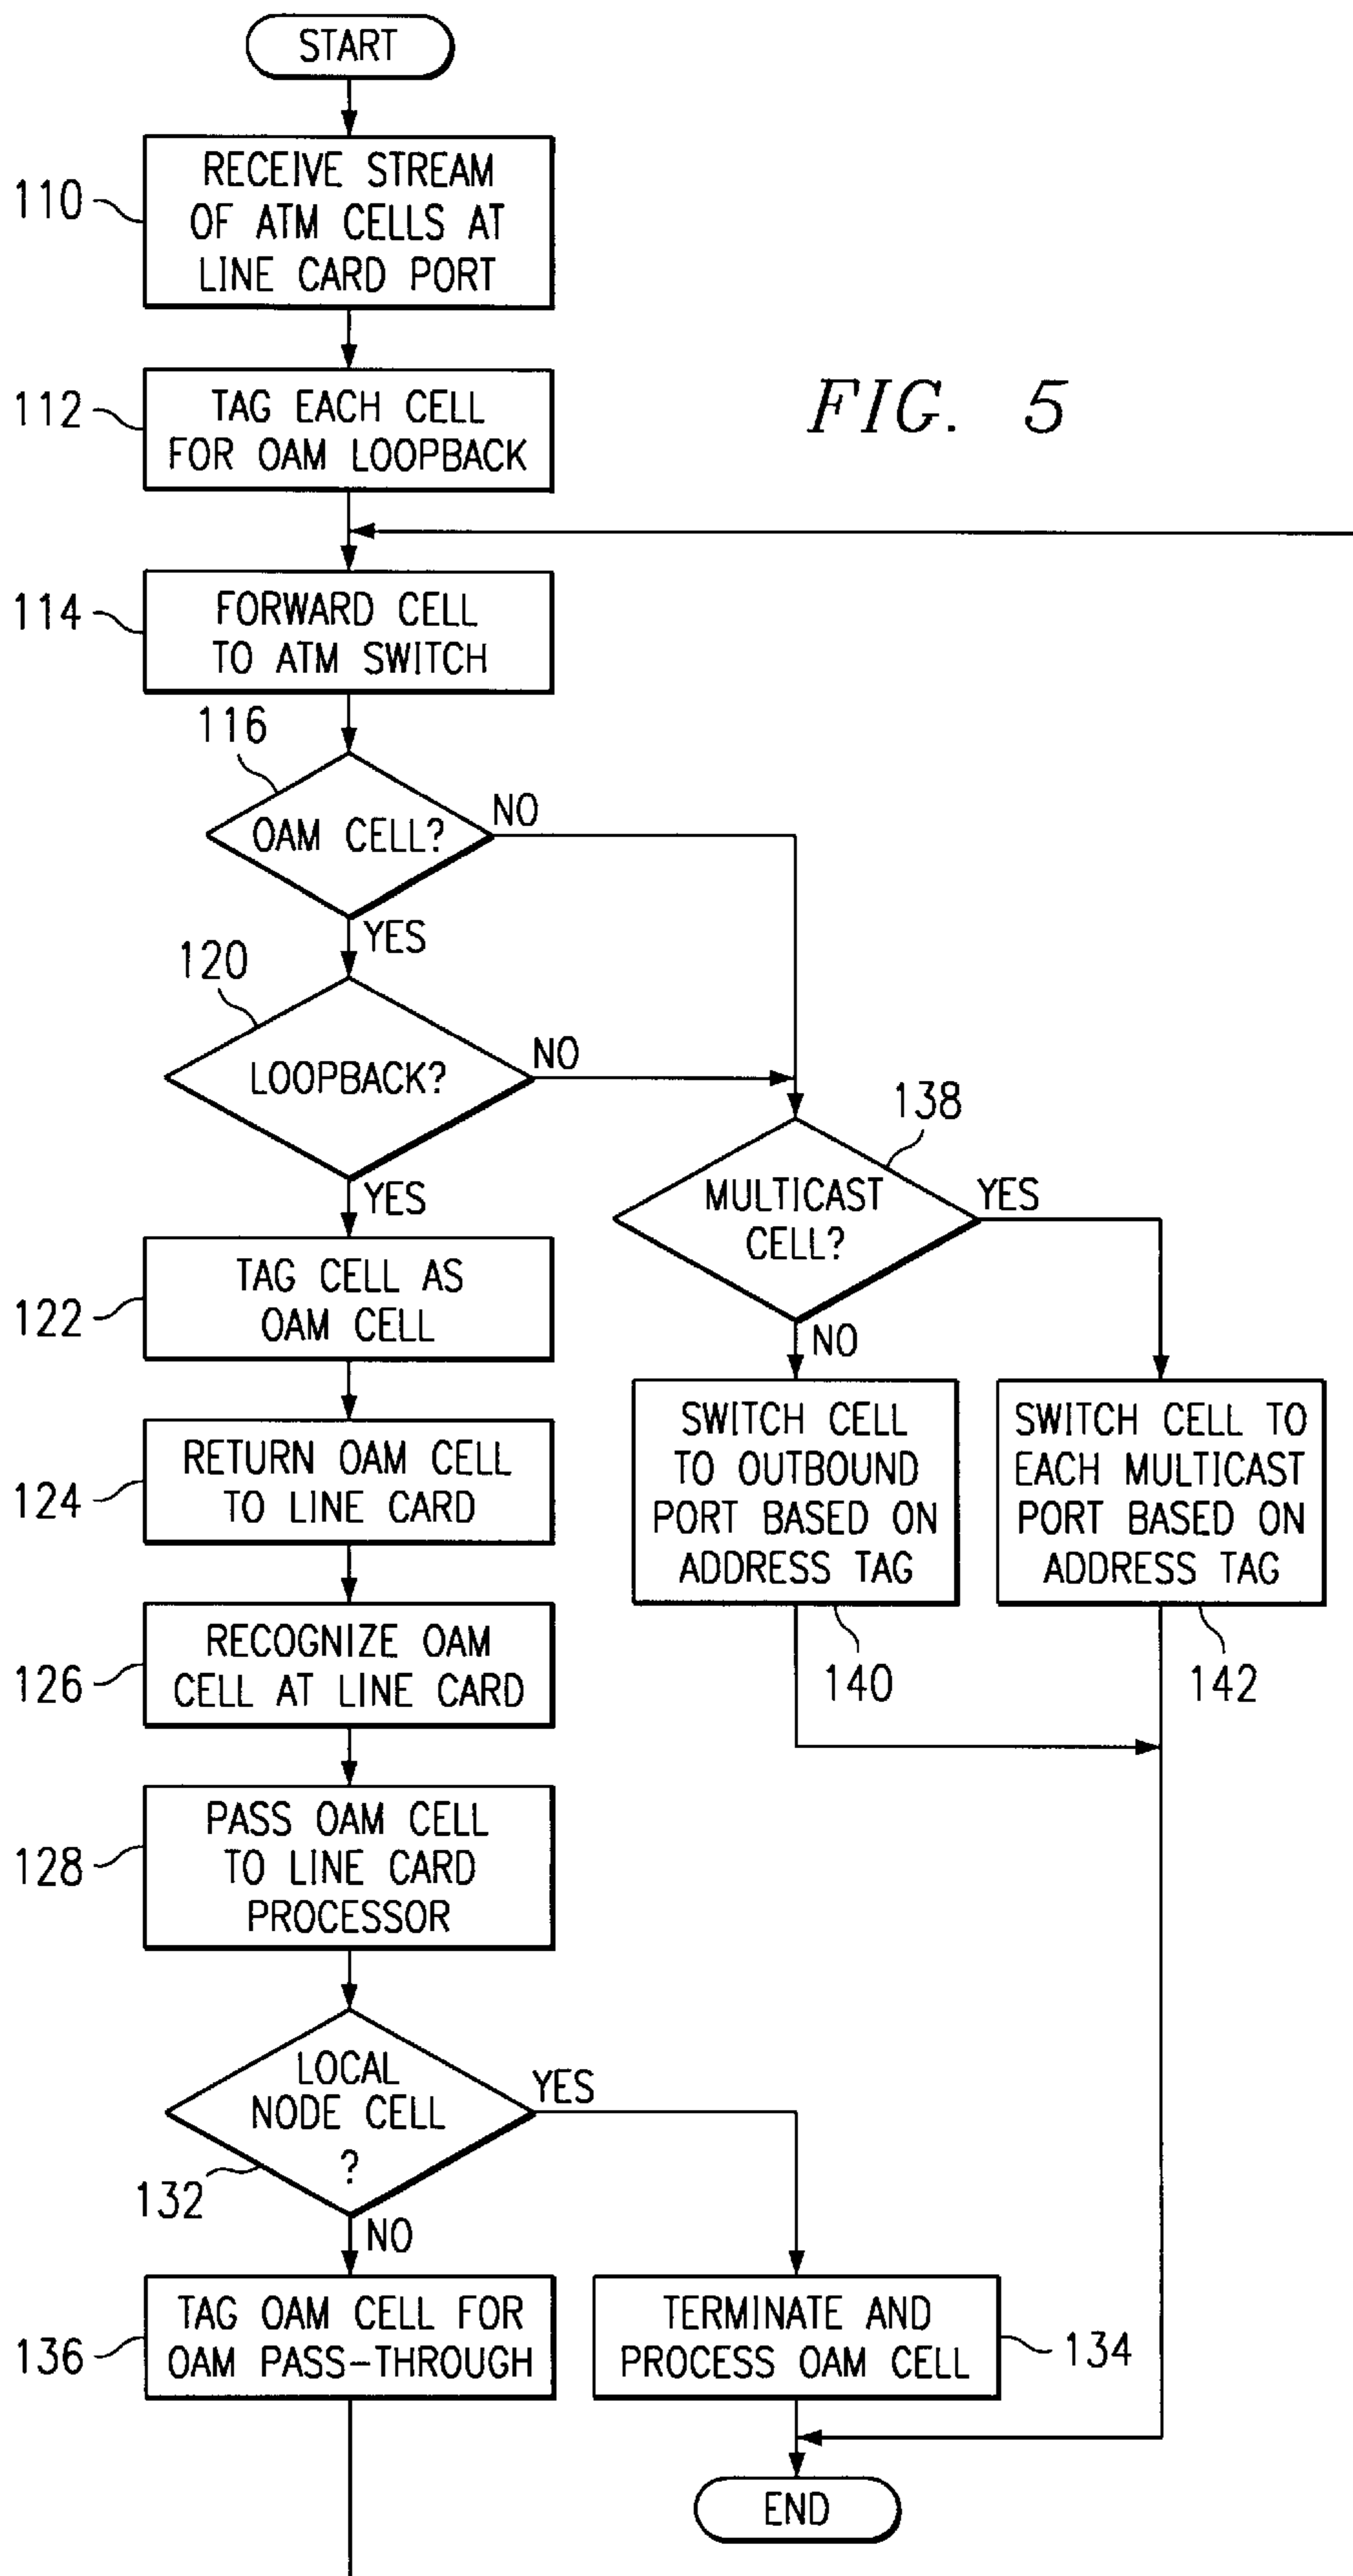 START
110
RECEIVE STREAM
OF ATM CELLS AT
LINE CARD PORT
112
TAG EACH CELL
FOR OAM LOOPBACK
FIG. 5
114
FORWARD CELL
TO ATM SWITCH
116
OAM CELL?
NO
YES
120
LOOPBACK?
NO
YES
138
MULTICAST
CELL?
YES
NO
122
TAG CELL AS
OAM CELL
124
RETURN OAM CELL
TO LINE CARD
SWITCH CELL
TO OUTBOUND
PORT BASED ON
ADDRESS TAG
140
SWITCH CELL TO
EACH MULTICAST
PORT BASED ON
ADDRESS TAG
142
126
RECOGNIZE OAM
CELL AT LINE CARD
128
PASS OAM CELL
TO LINE CARD
PROCESSOR
LOCAL
NODE CELL
?
132
YES
NO
136
TAG OAM CELL FOR
OAM PASS-THROUGH
TERMINATE AND
PROCESS OAM CELL
134
END